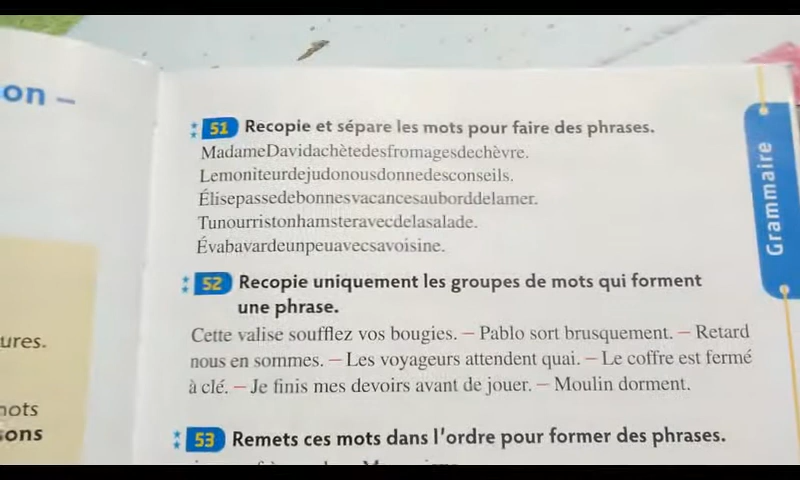 on –
51 Recopie et sépare les mots pour faire des phrases.
MadameDavidachètedesfromagesdechèvre.
Lemoniteurdejudonousdonnedesconseils.
Élisepassedebonnesvacancesauborddelamer.
Tunourristonhamsteravecdelasalade.
Évabavardeunpeuavecsavoisine.
Grammaire
52 Recopie uniquement les groupes de mots qui forment
une phrase.
Cette valise soufflez vos bougies. – Pablo sort brusquement. – Retard
nous en sommes. – Les voyageurs attendent quai. – Le coffre est fermé
à clé. – Je finis mes devoirs avant de jouer. – Moulin dorment.
ures.
nots
sons
53 Remets ces mots dans l'ordre pour former des phrases.